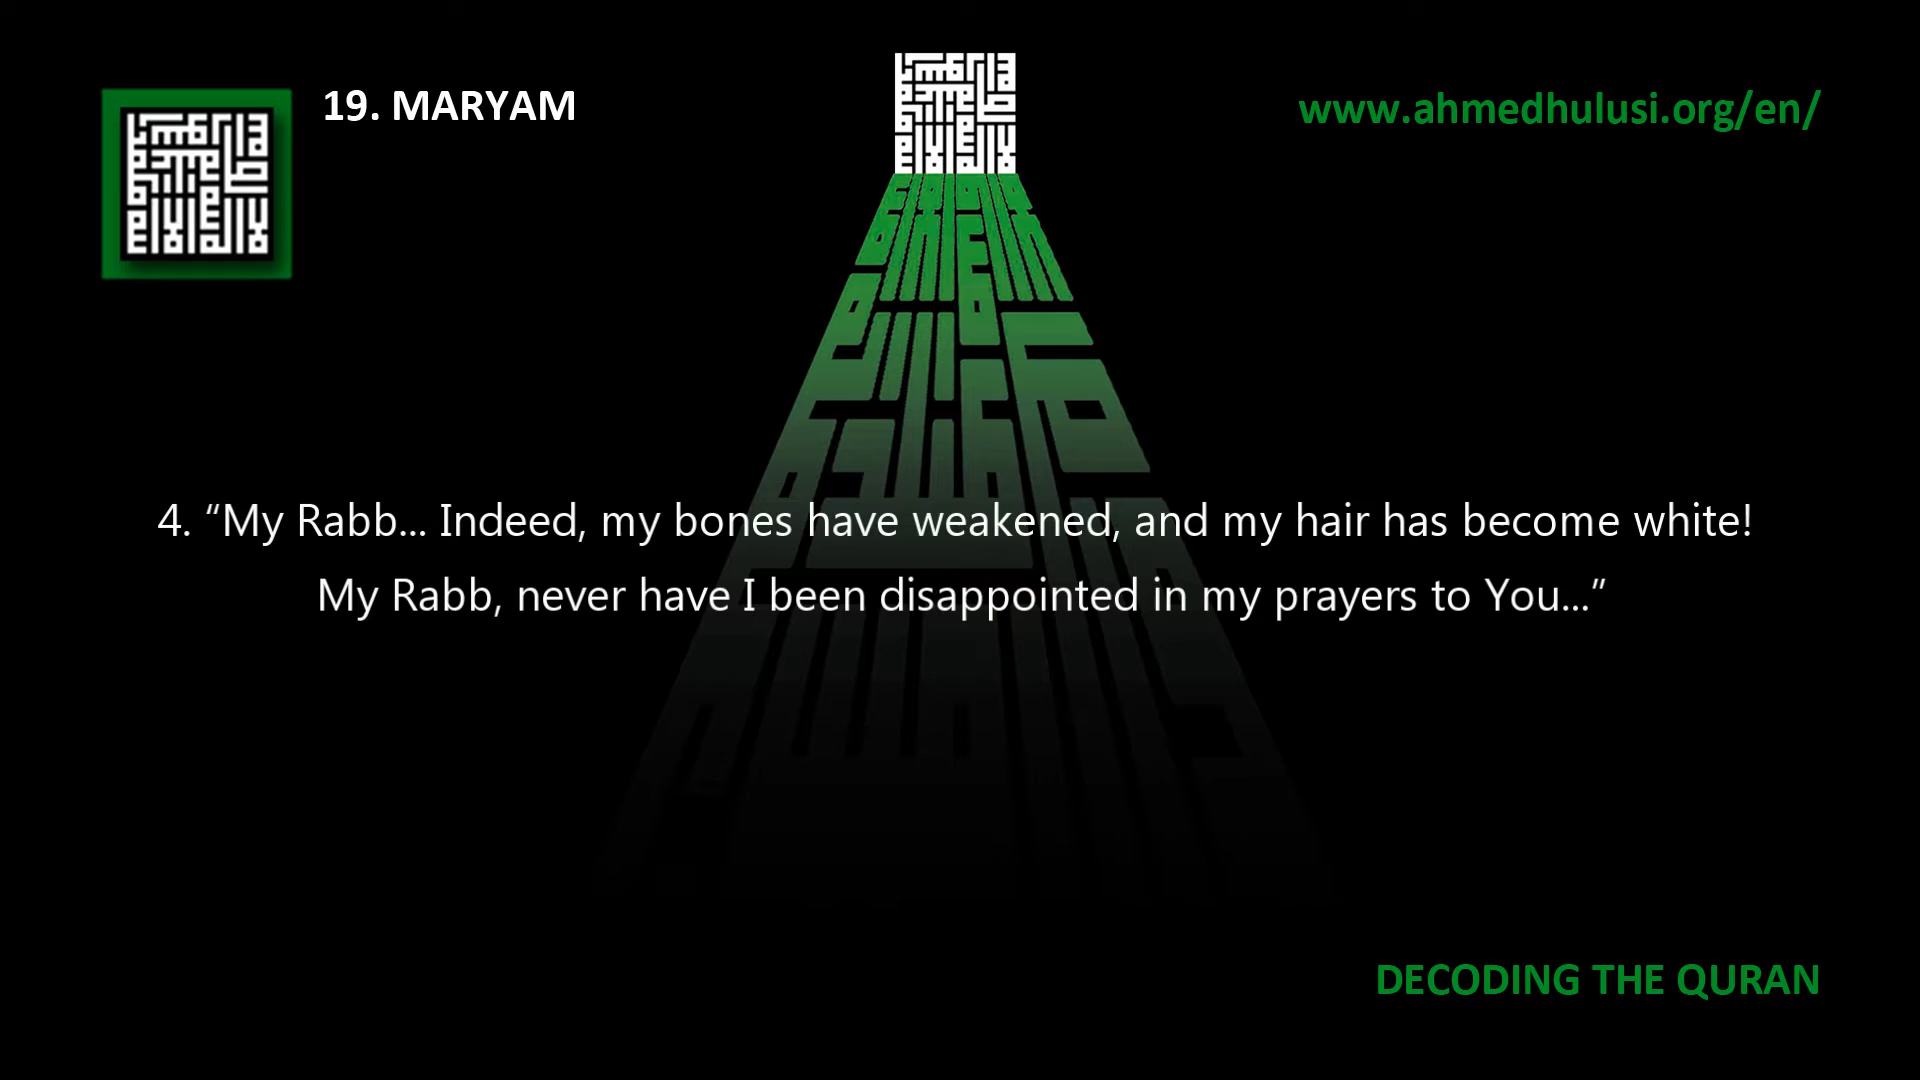 19. MARYAM
www.ahmedhulusi.org/en/
4. “My Rabb... Indeed, my bones have weakened, and my hair has become white!
My Rabb, never have I been disappointed in my prayers to You...”
DECODING THE QURAN